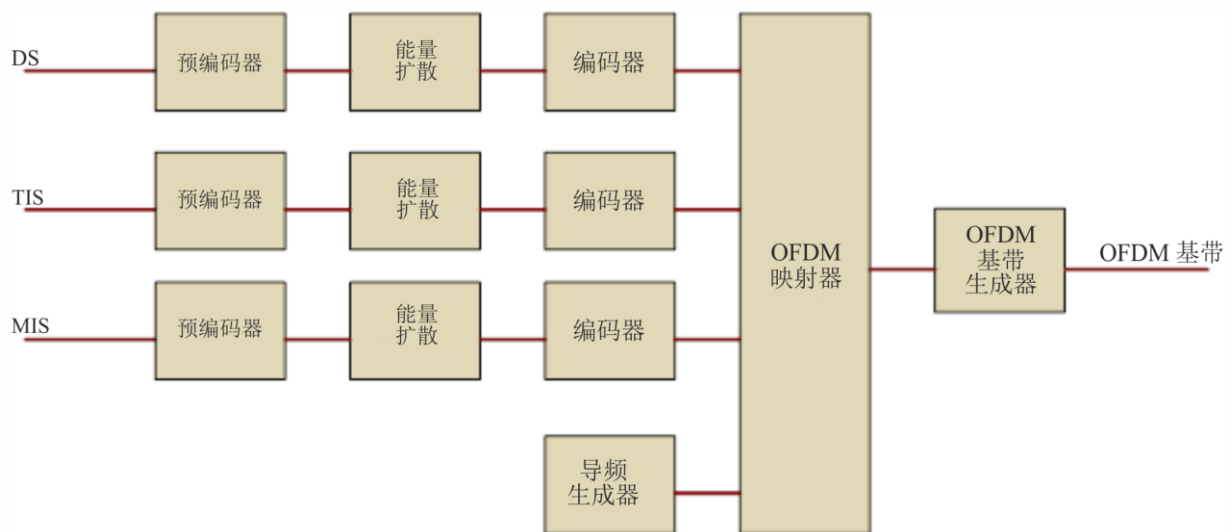 DS
预编码器
能量
扩散
编码器
TIS
预编码器
能量
扩散
编码器
MIS
预编码器
能量
扩散
编码器
导频
生成器
OFDM
映射器
OFDM
基带
生成器
OFDM 基带